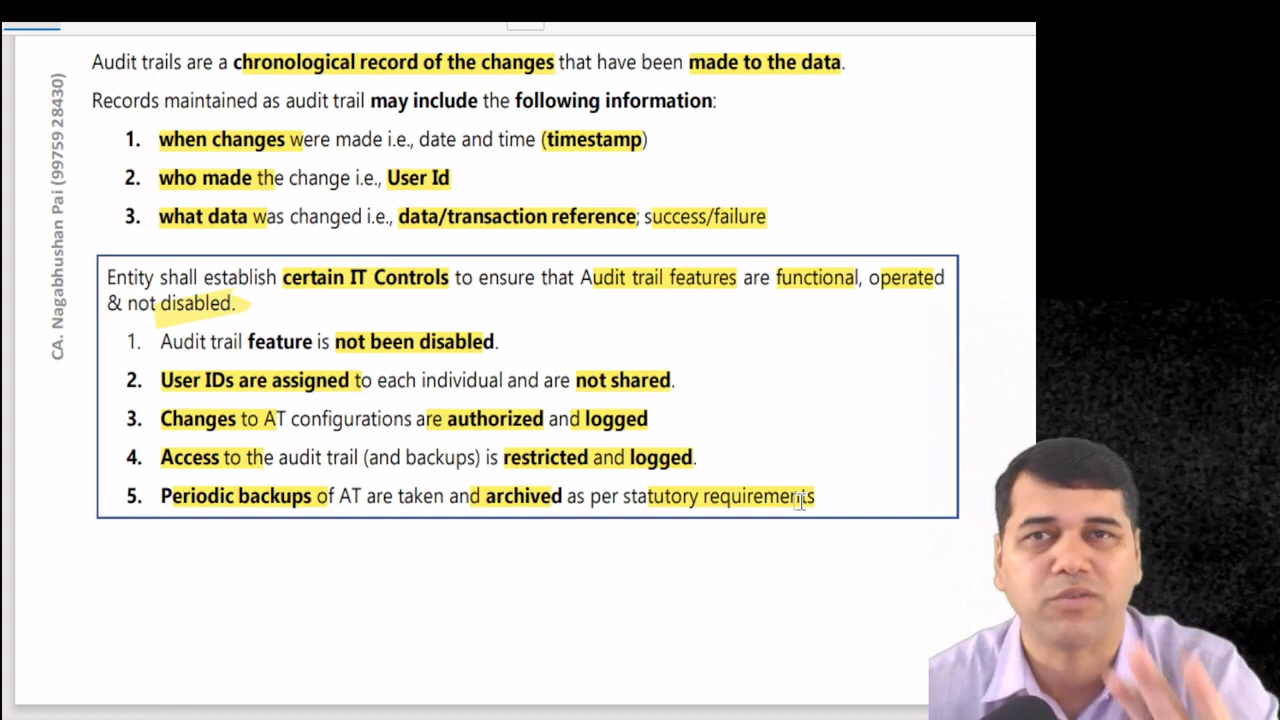 Audit trails are a chronological record of the changes that have been made to the data.
Records maintained as audit trail may include the following information:
1. when changes were made i.e., date and time (timestamp)
2. who made the change i.e., User Id
3. what data was changed i.e., data/transaction reference; success/failure
Entity shall establish certain IT Controls to ensure that Audit trail features are functional, operated
& not disabled.
1. Audit trail feature is not been disabled.
2. User IDs are assigned to each individual and are not shared.
3. Changes to AT configurations are authorized and logged
4. Access to the audit trail (and backups) is restricted and logged.
5. Periodic backups of AT are taken and archived as per statutory requirements
CA. Nagabhushan Pai (99759 28430)